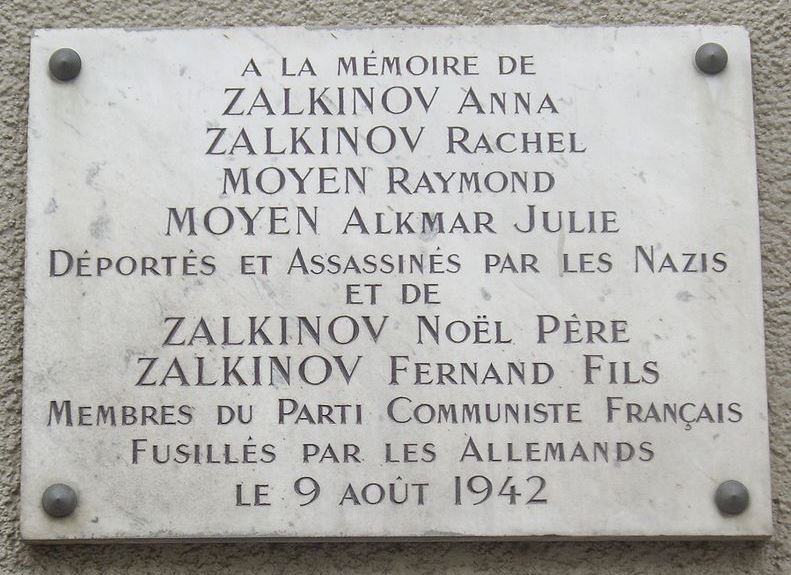 A LA MÉMOIRE DE
ZALKINOV ANNA
ZALKINOV RACHEL
MOYEN RAYMOND
MOYEN ALKMAR JULIE
DÉPORTÉS ET ASSASSINÉS PAR LES NAZIS
ET DE
ZALKINOV NOËL PÊRE
ZALKINOV FERNAND FILS
MEMBRES DU PARTI COMMUNISTE FRANÇAIS
FUSILLÉS PAR LES ALLEMANDS
LE 9 AOÛT 1942